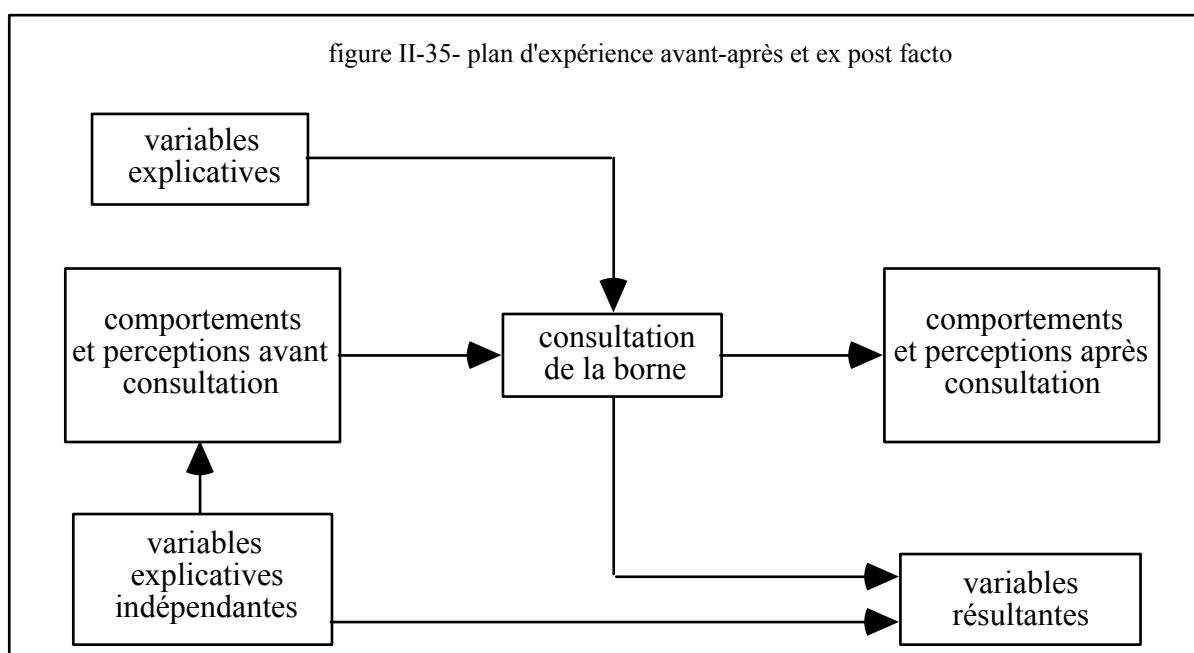 figure II-35- plan d'expérience avant-après et ex post facto
variables
explicatives
comportements
et perceptions avant
consultation
consultation
de la borne
comportements
et perceptions après
consultation
variables
explicatives
indépendantes
variables
résultantes